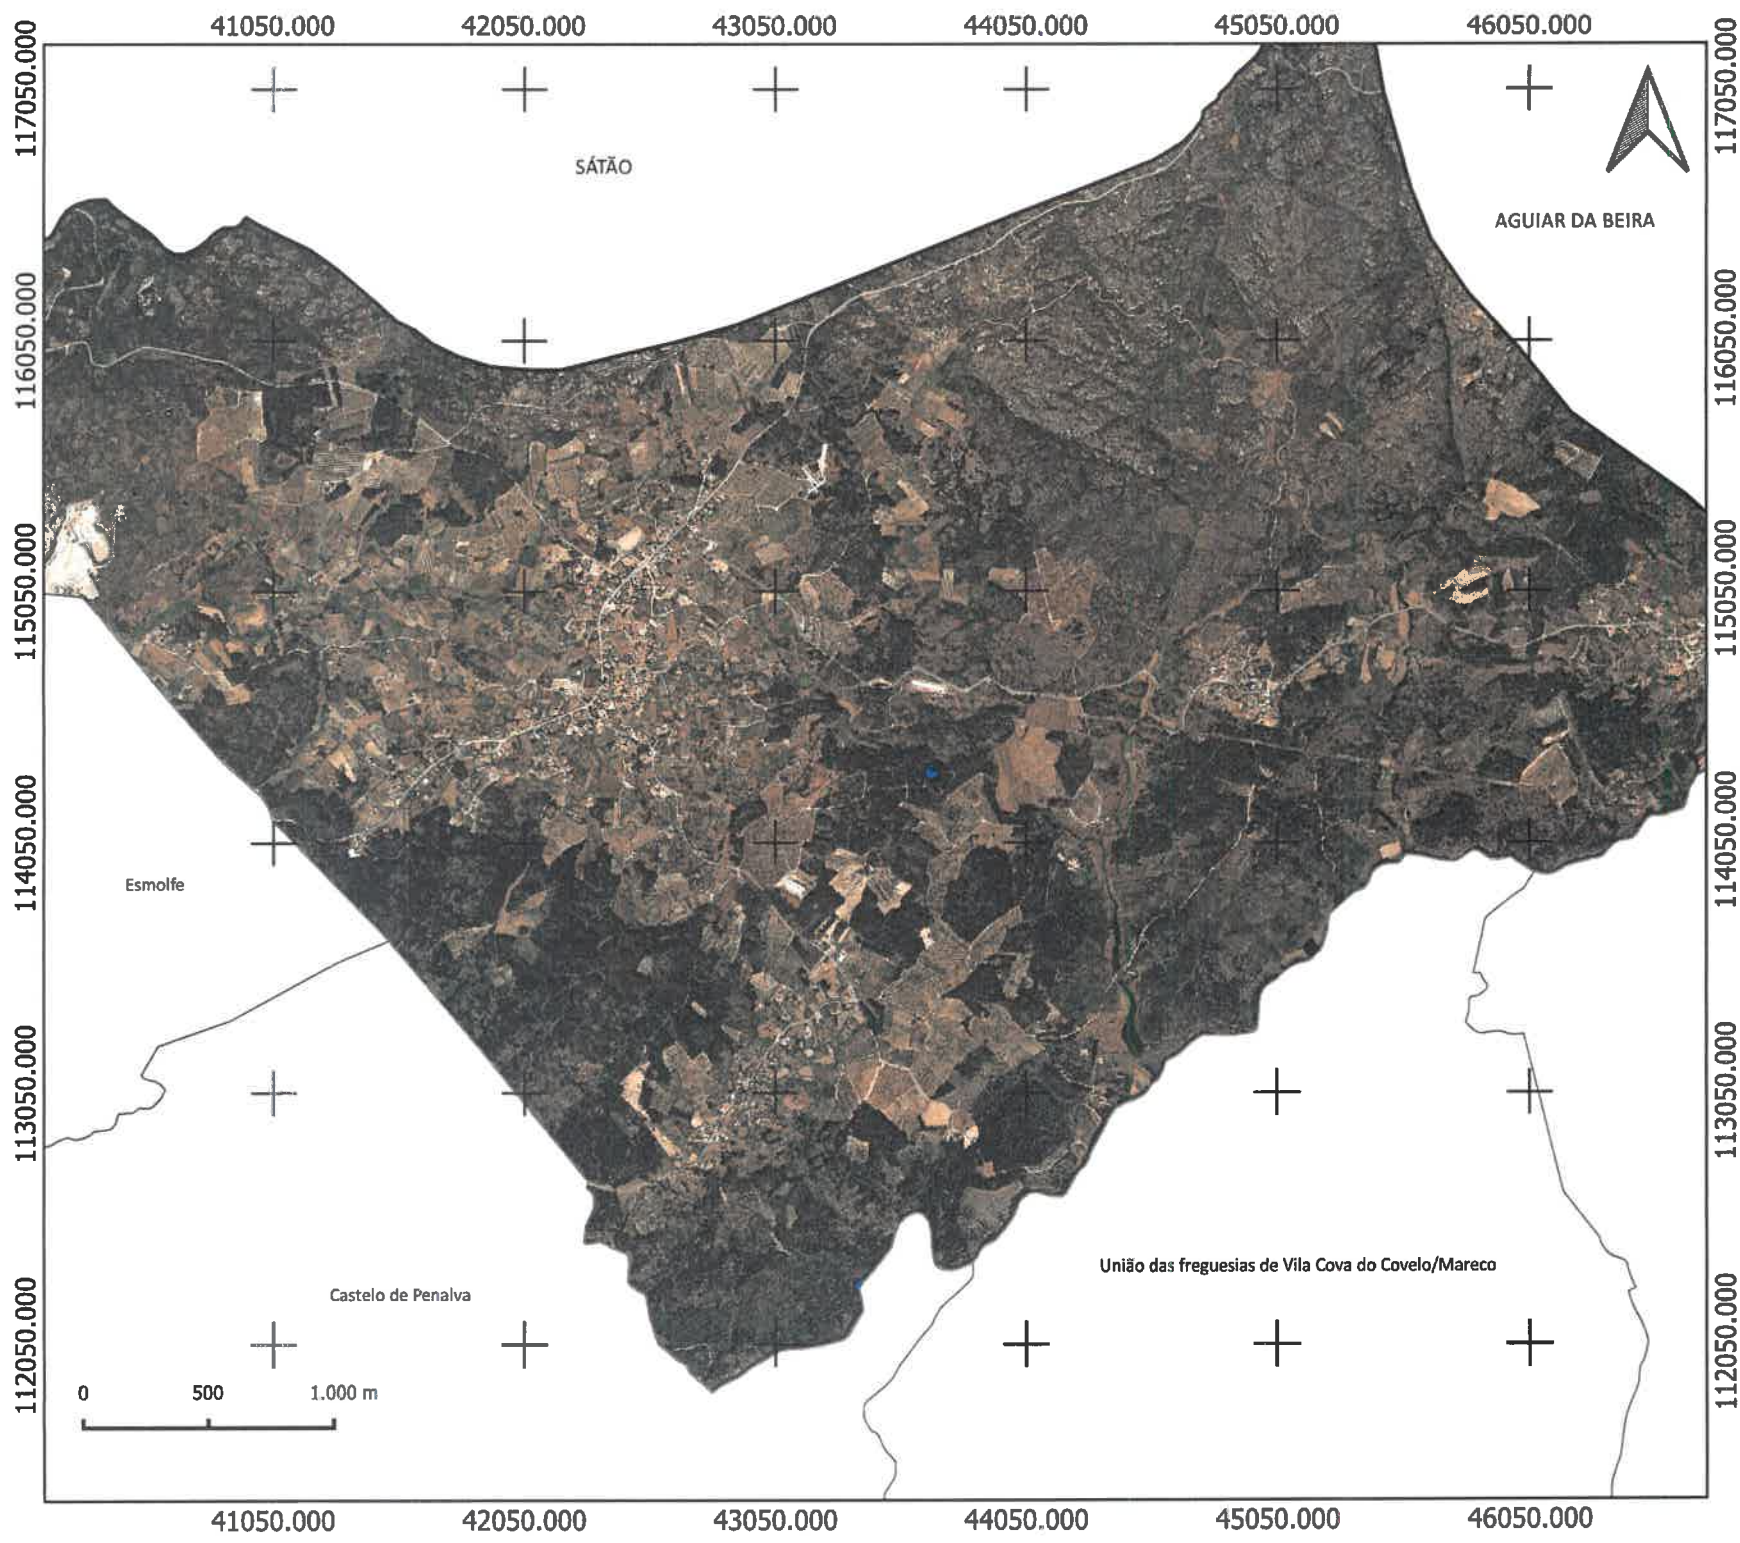 41050.000 42050.000 43050.000 44050.000 45050.000 46050.000
117050.000
116050.000
115050.000
114050.000
113050.000
112050.000
SÁTÃO
AGUIAR DA BEIRA
Esmolfe
Castelo de Penalva
União das freguesias de Vila Cova do Covelo/Mareco
0 500 1.000 m
117050.000
116050.000
115050.000
114050.000
113050.000
112050.000
41050.000 42050.000 43050.000 44050.000 45050.000 46050.000